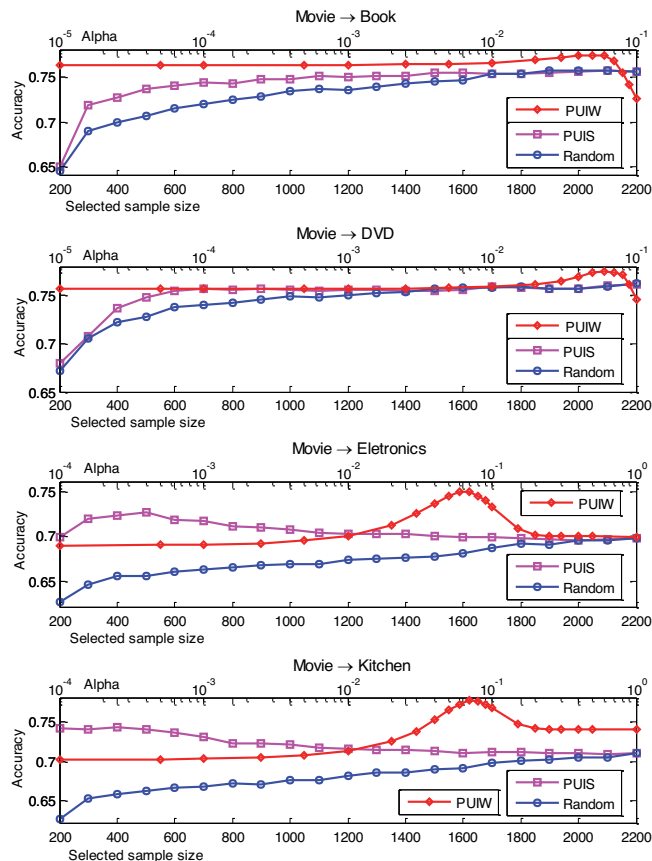 Movie → Book
10^-5 Alpha 10^-4 10^-3 10^-2 10^-1
Accuracy
0.75
0.7
0.65
PUIW
PUIS
Random
200 400 600 800 1000 1200 1400 1600 1800 2000 2200
Selected sample size
Movie → DVD
10^-5 Alpha 10^-4 10^-3 10^-2 10^-1
Accuracy
0.75
0.7
0.65
PUIW
PUIS
Random
200 400 600 800 1000 1200 1400 1600 1800 2000 2200
Selected sample size
Movie → Eletronics
10^-4 Alpha 10^-3 10^-2 10^-1 10^0
Accuracy
0.75
0.7
0.65
PUIW
PUIS
Random
200 400 600 800 1000 1200 1400 1600 1800 2000 2200
Selected sample size
Movie → Kitchen
10^-4 Alpha 10^-3 10^-2 10^-1 10^0
Accuracy
0.75
0.7
0.65
PUIW
PUIS
Random
200 400 600 800 1000 1200 1400 1600 1800 2000 2200
Selected sample size